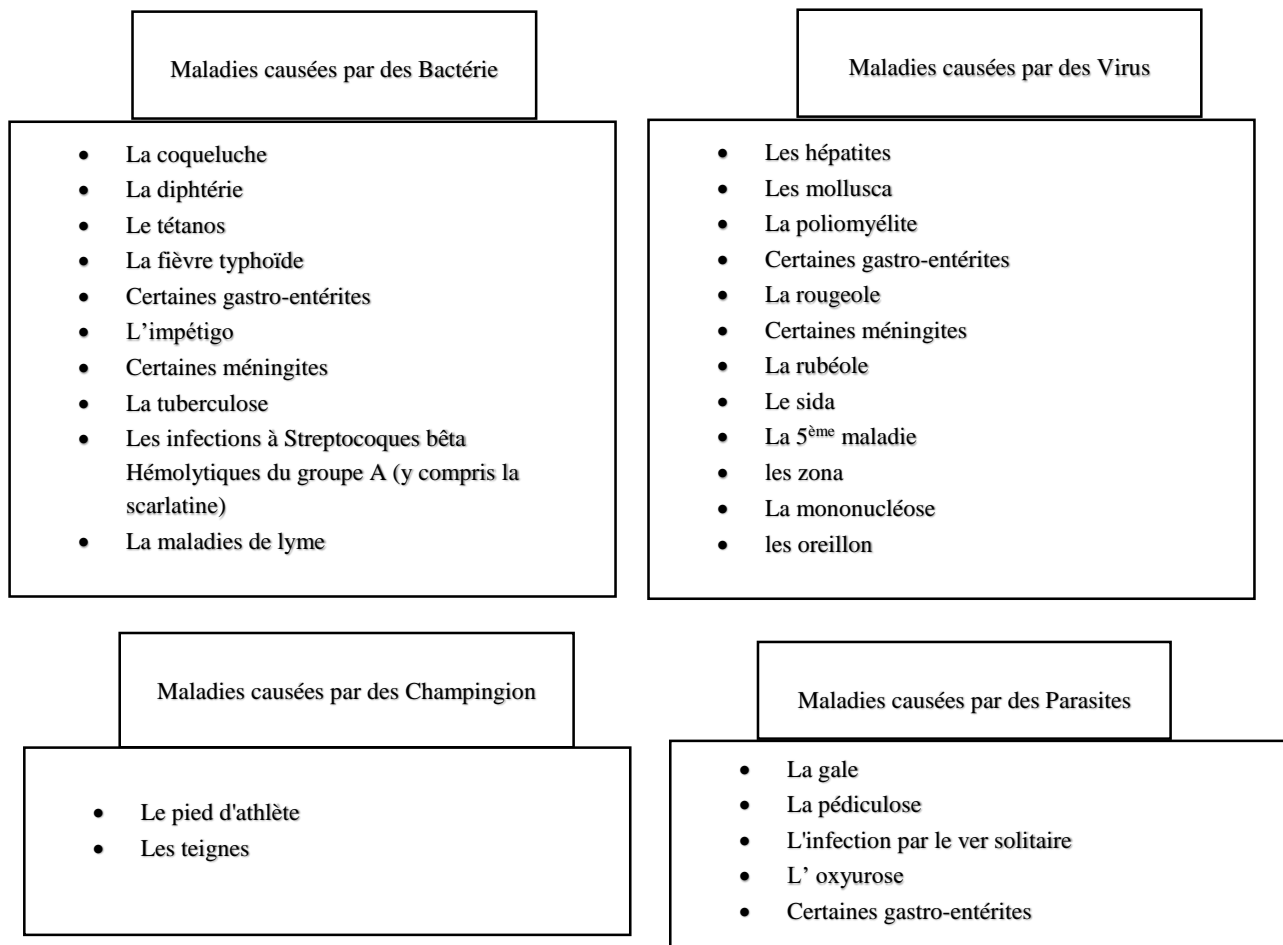 Maladies causées par des Bactérie
• La coqueluche
• La diphtérie
• Le tétanos
• La fièvre typhoïde
• Certaines gastro-entérites
• L’impétigo
• Certaines méningites
• La tuberculose
• Les infections à Streptocoques bêta
Hémolytiques du groupe A (y compris la
scarlatine)
• La maladies de lyme
Maladies causées par des Virus
• Les hépatites
• Les mollusca
• La poliomyélite
• Certaines gastro-entérites
• La rougeole
• Certaines méningites
• La rubéole
• Le sida
• La 5ème maladie
• les zona
• La mononucléose
• les oreillon
Maladies causées par des Champingion
• Le pied d'athlète
• Les teignes
Maladies causées par des Parasites
• La gale
• La pédiculose
• L'infection par le ver solitaire
• L’ oxyurose
• Certaines gastro-entérites